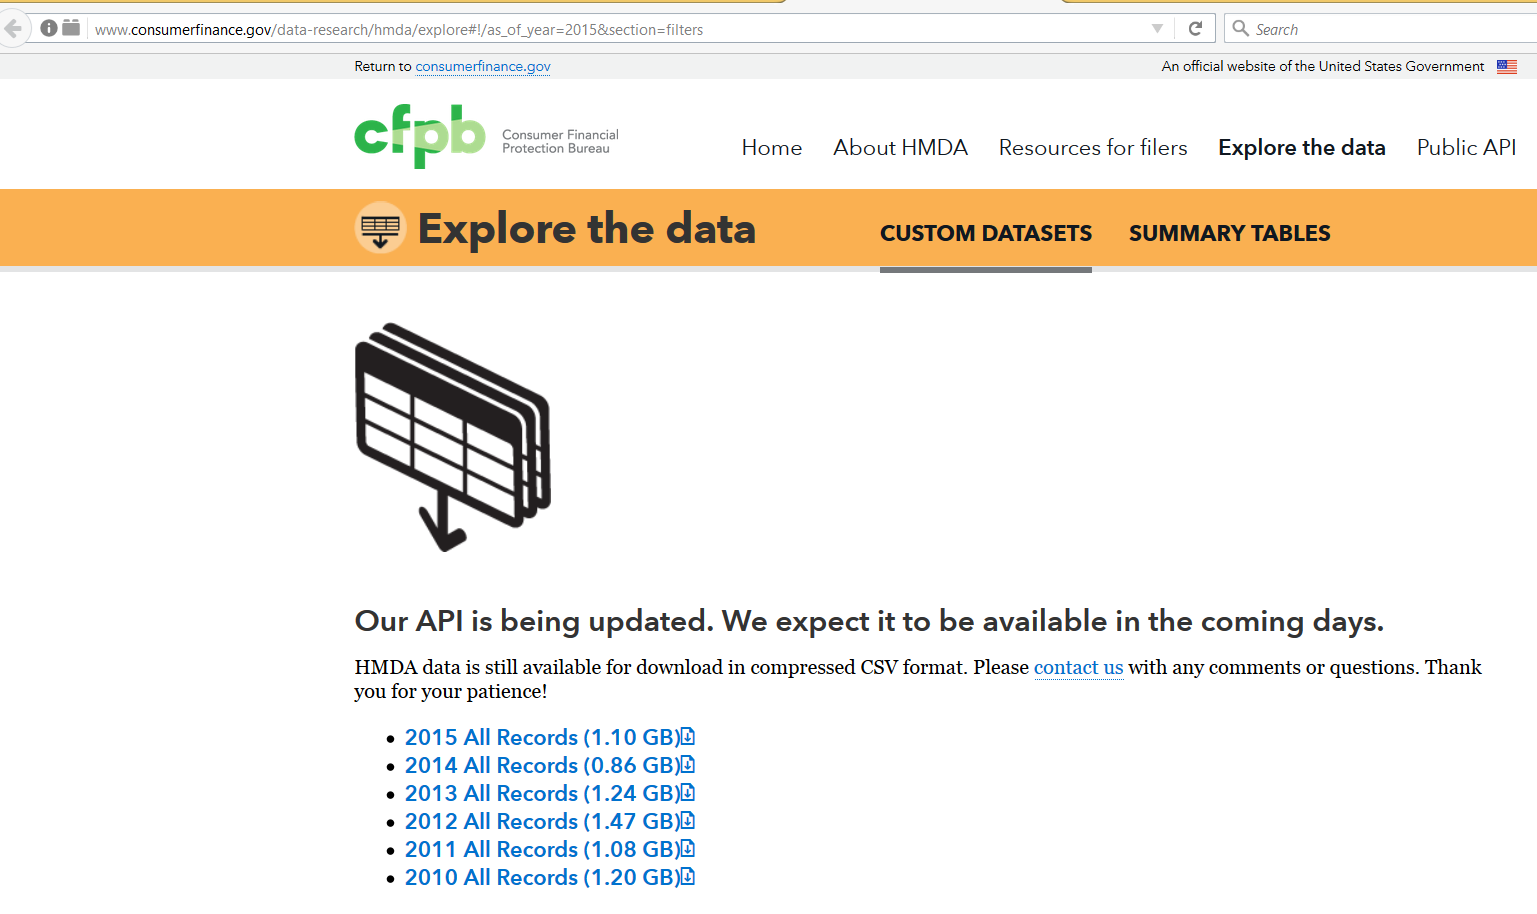 www.consumerfinance.gov/data-research/hmda/explore#!/as_of_year=2015&section=filters
Search
Return to consumerfinance.gov
An official website of the United States Government
cfpb
Consumer Financial
Protection Bureau
Home
About HMDA
Resources for filers
Explore the data
Public API
Explore the data
CUSTOM DATASETS
SUMMARY TABLES
Our API is being updated. We expect it to be available in the coming days.
HMDA data is still available for download in compressed CSV format. Please contact us with any comments or questions. Thank
you for your patience!
2015 All Records (1.10 GB)
2014 All Records (0.86 GB)
2013 All Records (1.24 GB)
2012 All Records (1.47 GB)
2011 All Records (1.08 GB)
2010 All Records (1.20 GB)